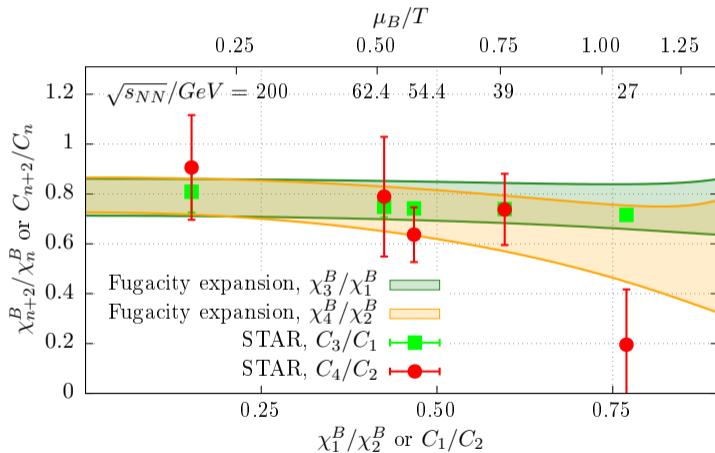 μ_B/T
0.25 0.50 0.75 1.00 1.25
√s_NN/GeV = 200 62.4 54.4 39 27
χ^B_{n+2}/χ^B_n or C_{n+2}/C_n
1.2
1
0.8
0.6
0.4
0.2
0
Fugacity expansion, χ^B_3/χ^B_1
Fugacity expansion, χ^B_4/χ^B_2
STAR, C_3/C_1
STAR, C_4/C_2
0.25 0.50 0.75
χ^B_1/χ^B_2 or C_1/C_2